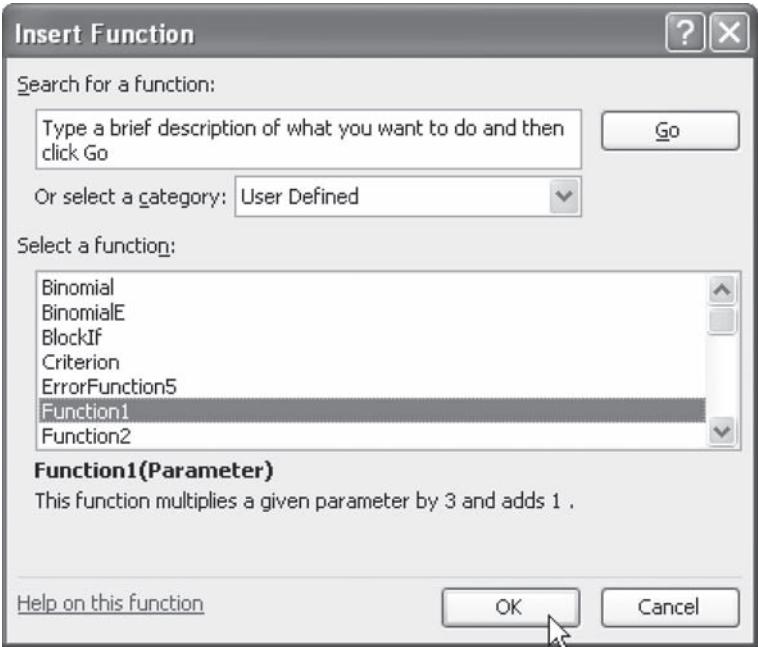 Insert Function
Search for a function:
Type a brief description of what you want to do and then
click Go
Go
Or select a category: User Defined
Select a function:
Binomial
BinomialE
BlockIf
Criterion
ErrorFunction5
Function1
Function2
Function1(Parameter)
This function multiplies a given parameter by 3 and adds 1 .
Help on this function
OK
Cancel